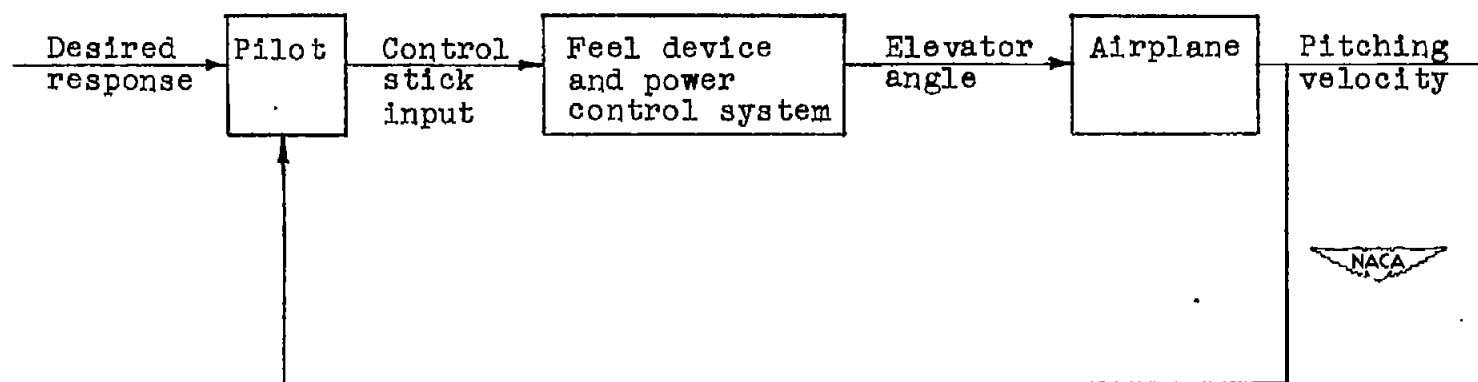 Desired
response
Pilot
Control
stick
input
Feel device
and power
control system
Elevator
angle
Airplane
Pitching
velocity
NACA